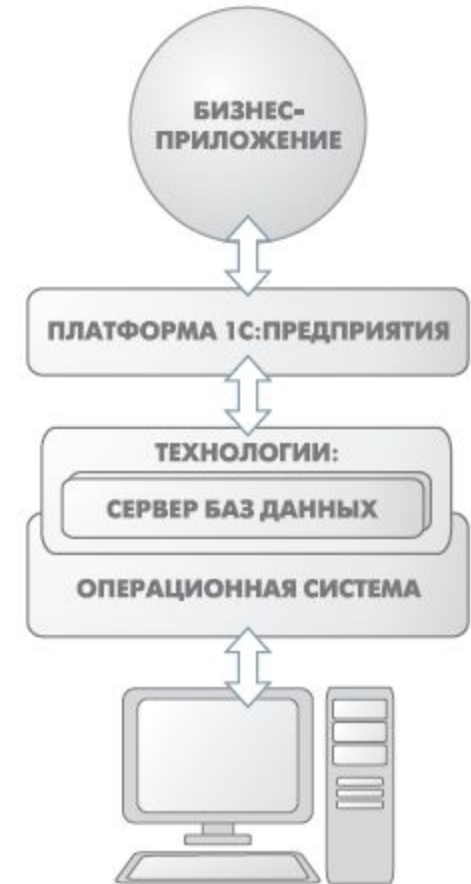 БИЗНЕС-
ПРИЛОЖЕНИЕ
ПЛАТФОРМА 1С:ПРЕДПРИЯТИЯ
ТЕХНОЛОГИИ:
СЕРВЕР БАЗ ДАННЫХ
ОПЕРАЦИОННАЯ СИСТЕМА